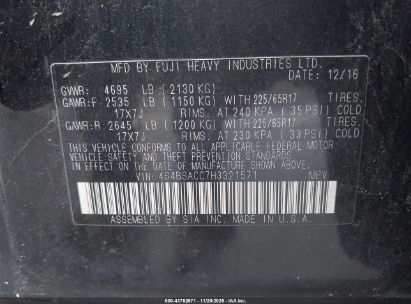 MFD BY FUJI HEAVY INDUSTRIES LTD.
DATE: 12/16
GVWR: 4695 LB (2130 KG)
GAWR:F 2535 LB (1150 KG) WITH 225/65R17 TIRES,
17X7J RIMS, AT 240 KPA (35 PSI) COLD
GAWR:R 2645 LB (1200 KG) WITH 225/65R17 TIRES,
17X7J RIMS, AT 230 KPA (33 PSI) COLD
THIS VEHICLE CONFORMS TO ALL APPLICABLE FEDERAL MOTOR
VEHICLE SAFETY STANDARDS IN EFFECT ON THE
DATE OF MANUFACTURE SHOWN ABOVE.
VIN: 4S4BSACC7H3321571 MPV
ASSEMBLED BY SIA INC. MADE IN U.S.A.